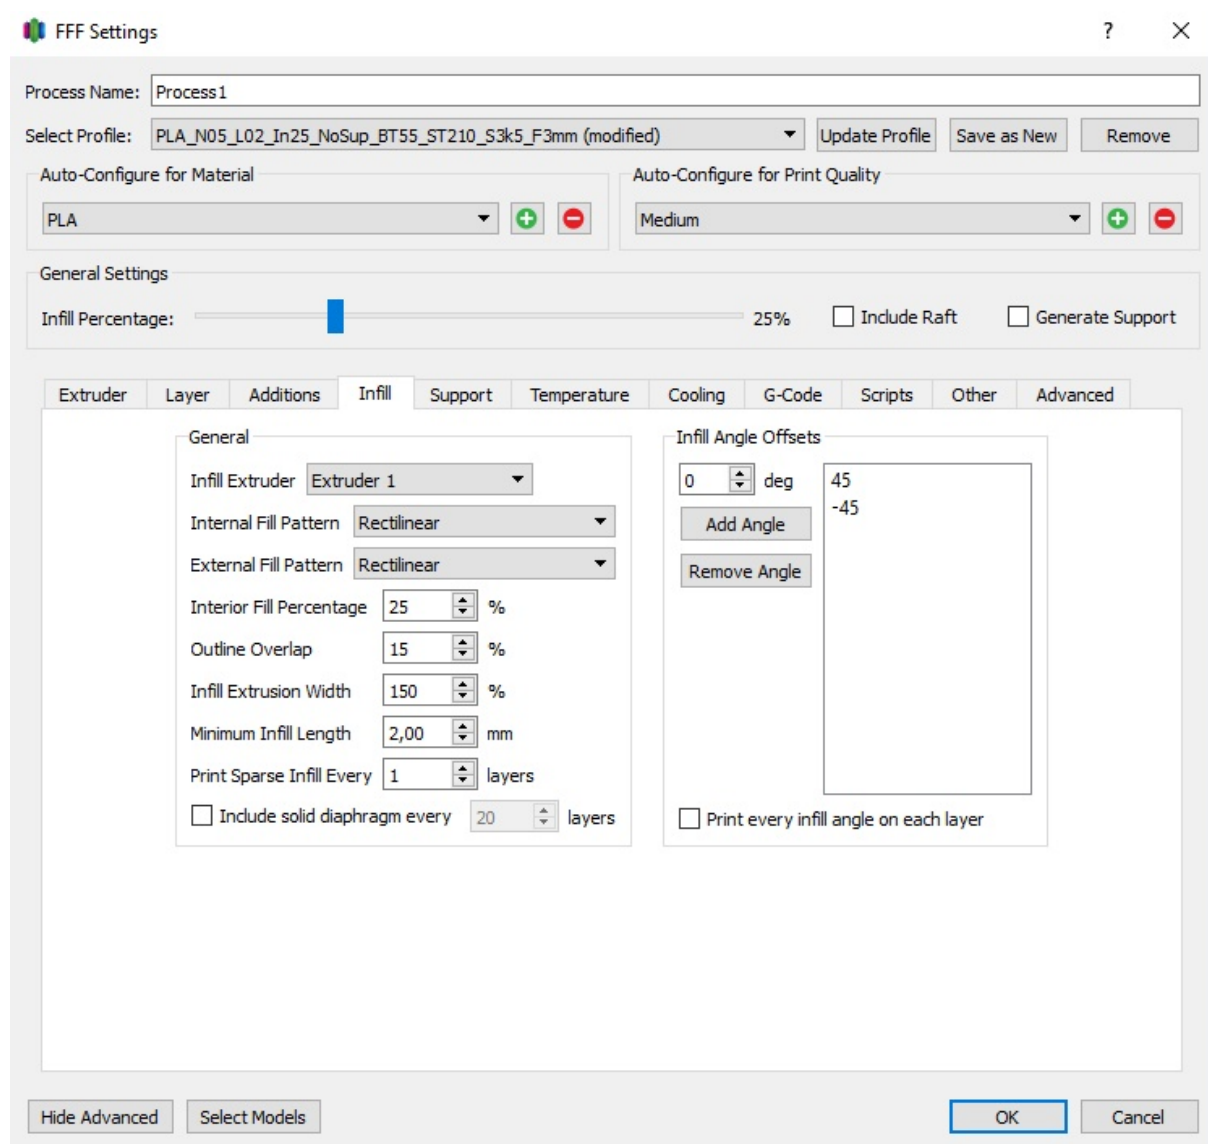 FFF Settings ?
Process Name: Process1
Select Profile: PLA_N05_L02_In25_NoSup_BT55_ST210_S3k5_F3mm (modified) Update Profile Save as New Remove
Auto-Configure for Material
PLA
Auto-Configure for Print Quality
Medium
General Settings
Infill Percentage: 25% Include Raft Generate Support
Extruder Layer Additions Infill Support Temperature Cooling G-Code Scripts Other Advanced
General
Infill Extruder Extruder 1
Internal Fill Pattern Rectilinear
External Fill Pattern Rectilinear
Interior Fill Percentage 25 %
Outline Overlap 15 %
Infill Extrusion Width 150 %
Minimum Infill Length 2,00 mm
Print Sparse Infill Every 1 layers
Include solid diaphragm every 20 layers
Infill Angle Offsets
0 deg
Add Angle
Remove Angle
45
-45
Print every infill angle on each layer
Hide Advanced Select Models OK Cancel